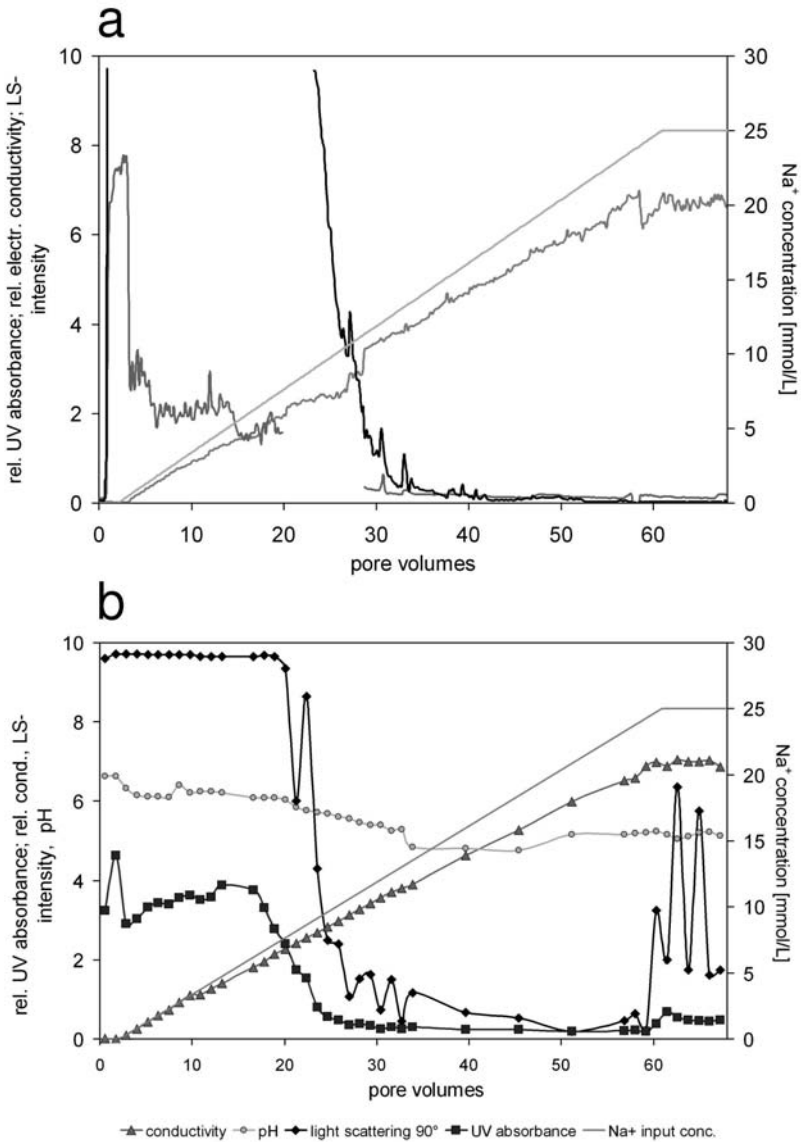 a
10
8
6
4
2
0
rel. UV absorbance; rel. electr. conductivity; LS-
intensity
30
25
20
15
10
5
0
Na+ concentration [mmol/L]
0 10 20 30 40 50 60
pore volumes
b
10
8
6
4
2
0
rel. UV absorbance; rel. cond., LS-
intensity, pH
30
25
20
15
10
5
0
Na+ concentration [mmol/L]
0 10 20 30 40 50 60
pore volumes
conductivity pH light scattering 90° UV absorbance Na+ input conc.